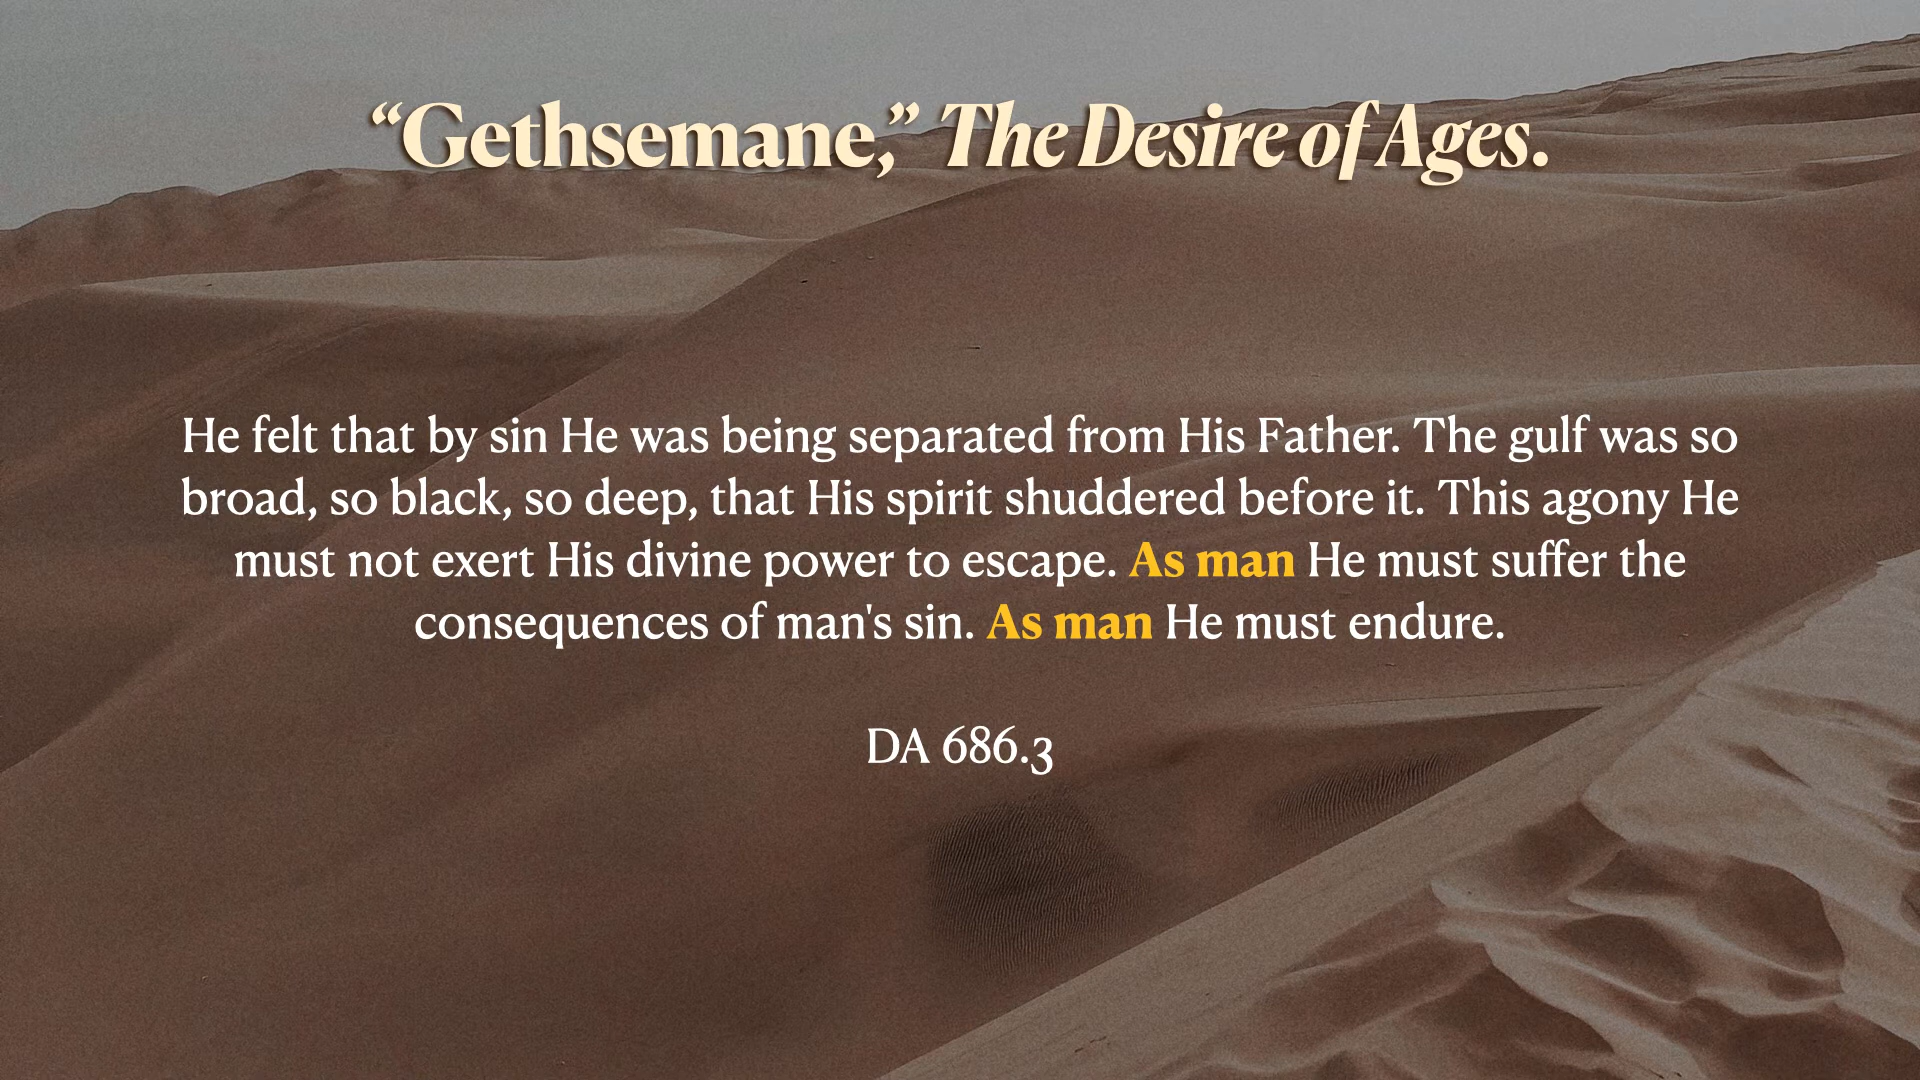 “Gethsemane,” The Desire of Ages.
He felt that by sin He was being separated from His Father. The gulf was so
broad, so black, so deep, that His spirit shuddered before it. This agony He
must not exert His divine power to escape. As man He must suffer the
consequences of man's sin. As man He must endure.
DA 686.3